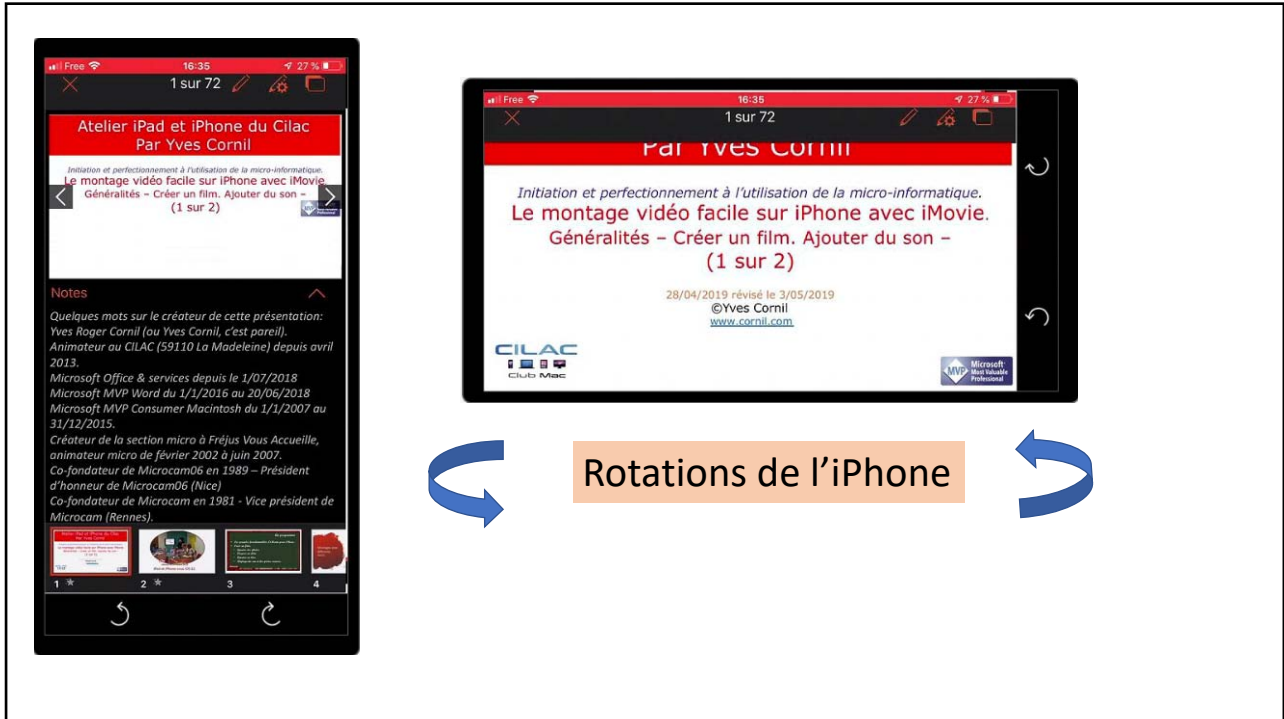 Free
16:35
27 %
1 sur 72
Atelier iPad et iPhone du Cilac
Par Yves Cornil
Initiation et perfectionnement à l'utilisation de la micro-informatique.
Le montage vidéo facile sur iPhone avec iMovie.
Généralités – Créer un film. Ajouter du son –
(1 sur 2)
MVP
Notes
Quelques mots sur le créateur de cette présentation:
Yves Roger Cornil (ou Yves Cornil, c'est pareil).
Animateur au CILAC (59110 La Madeleine) depuis avril
2013.
Microsoft Office & services depuis le 1/07/2018
Microsoft MVP Word du 1/1/2016 au 20/06/2018
Microsoft MVP Consumer Macintosh du 1/1/2007 au
31/12/2015.
Créateur de la section micro à Fréjus Vous Accueille,
animateur micro de février 2002 à juin 2007.
Co-fondateur de Microcam06 en 1989 – Président
d'honneur de Microcam06 (Nice)
Co-fondateur de Microcam en 1981 - Vice président de
Microcam (Rennes).
1
2
3
4
Free
16:35
27 %
1 sur 72
Par Yves Cornil
Initiation et perfectionnement à l'utilisation de la micro-informatique.
Le montage vidéo facile sur iPhone avec iMovie.
Généralités – Créer un film. Ajouter du son –
(1 sur 2)
28/04/2019 révisé le 3/05/2019
©Yves Cornil
www.cornil.com
CILAC
Club Mac
MVP Microsoft
Most Valuable
Professional
Rotations de l'iPhone